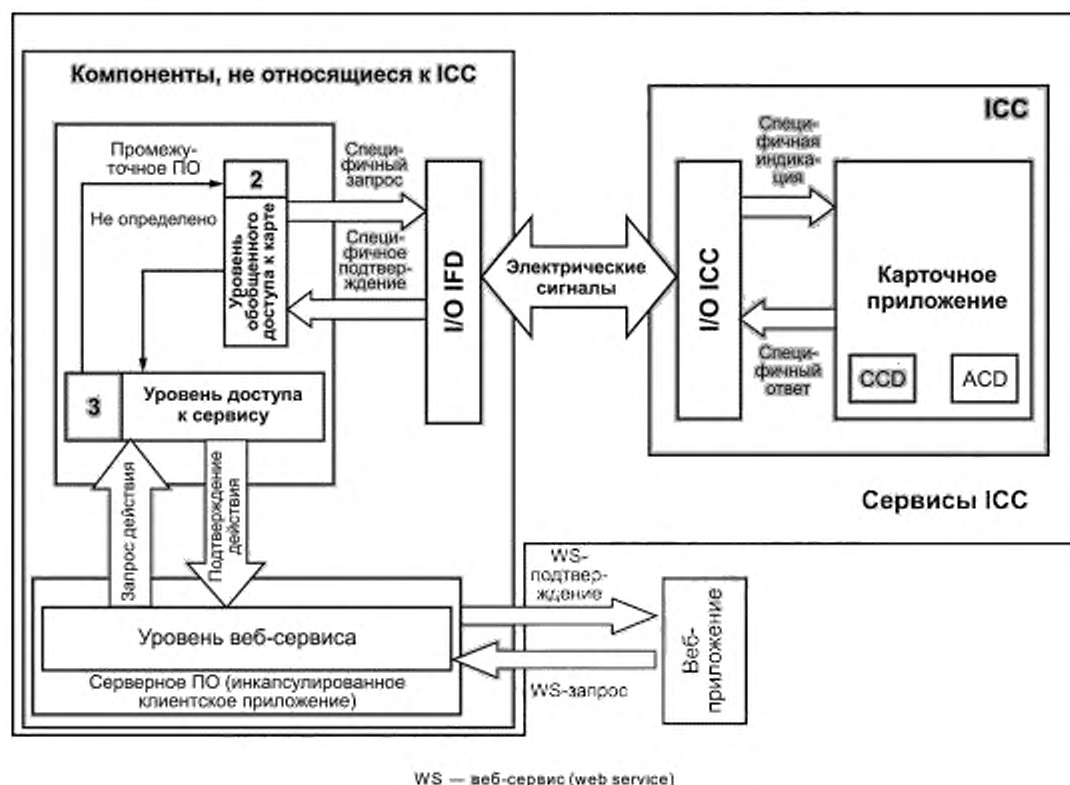 Компоненты, не относящиеся к ICC
Промежу-
точное ПО
2
Не определено
Уровень
обобщенного
доступа к карте
Специ-
фичный
запрос
Специ-
фичное
подтвер-
ждение
I/O IFD
3
Уровень доступа
к сервису
Запрос действия
Подтверждение
действия
Уровень веб-сервиса
Серверное ПО (инкапсулированное
клиентское приложение)
Электрические
сигналы
ICC
I/O ICC
Специ-
фичная
индика-
ция
Карточное
приложение
CCD
ACD
Специ-
фичный
ответ
Сервисы ICC
WS-
подтвер-
ждение
WS-запрос
Веб-
приложение
WS — веб-сервис (web service)